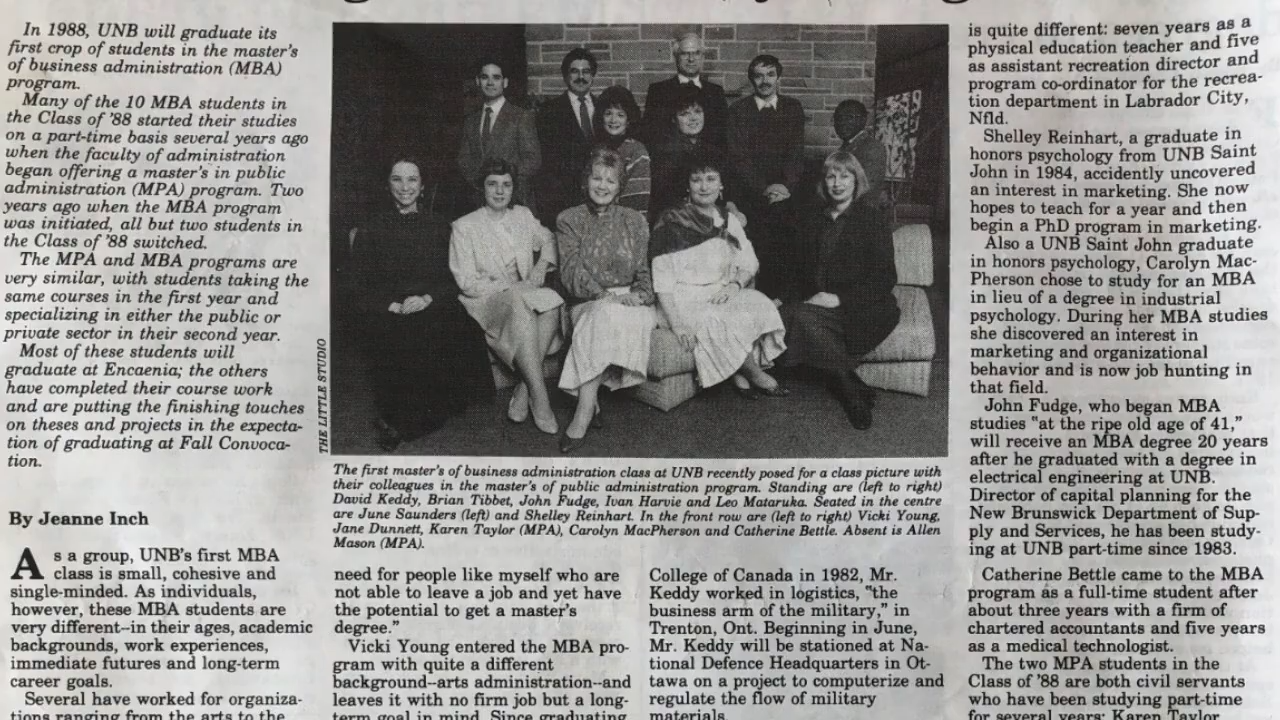 In 1988, UNB will graduate its
first crop of students in the master's
of business administration (MBA)
program.
Many of the 10 MBA students in
the Class of '88 started their studies
on a part-time basis several years ago
when the faculty of administration
began offering a master's in public
administration (MPA) program. Two
years ago when the MBA program
was initiated, all but two students in
the Class of '88 switched.
The MPA and MBA programs are
very similar, with students taking the
same courses in the first year and
specializing in either the public or
private sector in their second year.
Most of these students will
graduate at Encaenia; the others
have completed their course work
and are putting the finishing touches
on theses and projects in the expecta-
tion of graduating at Fall Convoca-
tion.
By Jeanne Inch
As a group, UNB's first MBA
class is small, cohesive and
single-minded. As individuals,
however, these MBA students are
very different--in their ages, academic
backgrounds, work experiences,
immediate futures and long-term
career goals.
Several have worked for organiza-
tions ranging from the arts to the
THE LITTLE STUDIO
The first master's of business administration class at UNB recently posed for a class picture with
their colleagues in the master's of public administration program. Standing are (left to right)
David Keddy, Brian Tibbet, John Fudge, Ivan Harvie and Leo Mataruka. Seated in the centre
are June Saunders (left) and Shelley Reinhart. In the front row are (left to right) Vicki Young,
Jane Dunnett, Karen Taylor (MPA), Carolyn MacPherson and Catherine Bettle. Absent is Allen
Mason (MPA).
need for people like myself who are
not able to leave a job and yet have
the potential to get a master's
degree."
Vicki Young entered the MBA pro-
gram with quite a different
background--arts administration--and
leaves it with no firm job but a long-
term goal in mind. Since graduating
College of Canada in 1982, Mr.
Keddy worked in logistics, "the
business arm of the military," in
Trenton, Ont. Beginning in June,
Mr. Keddy will be stationed at Na-
tional Defence Headquarters in Ot-
tawa on a project to computerize and
regulate the flow of military
materials.
is quite different: seven years as a
physical education teacher and five
as assistant recreation director and
program co-ordinator for the recrea-
tion department in Labrador City,
Nfld.
Shelley Reinhart, a graduate in
honors psychology from UNB Saint
John in 1984, accidently uncovered
an interest in marketing. She now
hopes to teach for a year and then
begin a PhD program in marketing.
Also a UNB Saint John graduate
in honors psychology, Carolyn Mac-
Pherson chose to study for an MBA
in lieu of a degree in industrial
psychology. During her MBA studies
she discovered an interest in
marketing and organizational
behavior and is now job hunting in
that field.
John Fudge, who began MBA
studies "at the ripe old age of 41,"
will receive an MBA degree 20 years
after he graduated with a degree in
electrical engineering at UNB.
Director of capital planning for the
New Brunswick Department of Sup-
ply and Services, he has been study-
ing at UNB part-time since 1983.
Catherine Bettle came to the MBA
program as a full-time student after
about three years with a firm of
chartered accountants and five years
as a medical technologist.
The two MPA students in the
Class of '88 are both civil servants
who have been studying part-time
for several years: Karen